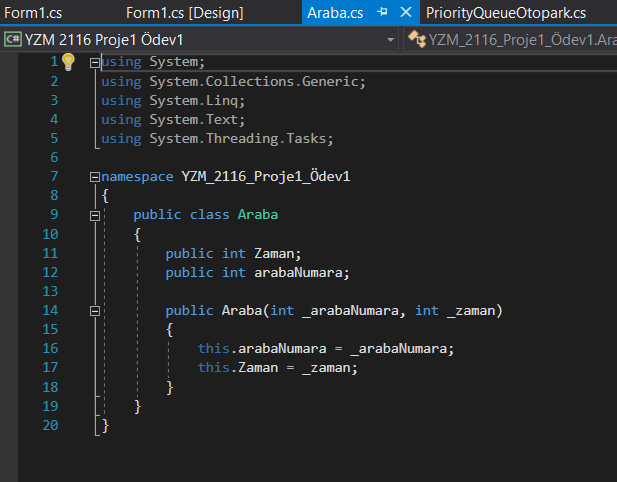 Form1.cs Form1.cs [Design] Araba.cs PriorityQueueOtopark.cs
C# YZM 2116 Proje1 Ödev1 YZM_2116_Proje1_Ödev1.Ara
1 using System;
2 using System.Collections.Generic;
3 using System.Linq;
4 using System.Text;
5 using System.Threading.Tasks;
6
7 namespace YZM_2116_Proje1_Ödev1
8 {
9 public class Araba
10 {
11 public int Zaman;
12 public int arabaNumara;
13
14 public Araba(int _arabaNumara, int _zaman)
15 {
16 this.arabaNumara = _arabaNumara;
17 this.Zaman = _zaman;
18 }
19 }
20 }